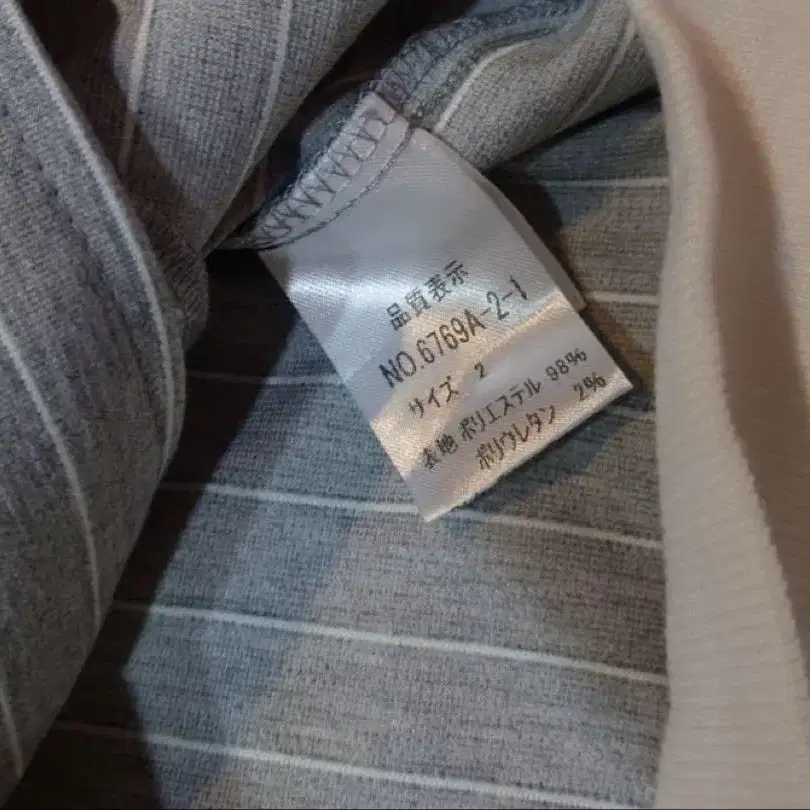 品質表示
NO.6769A-2-1
サイズ 2
表地 ポリエステル 98%
ポリウレタン 2%